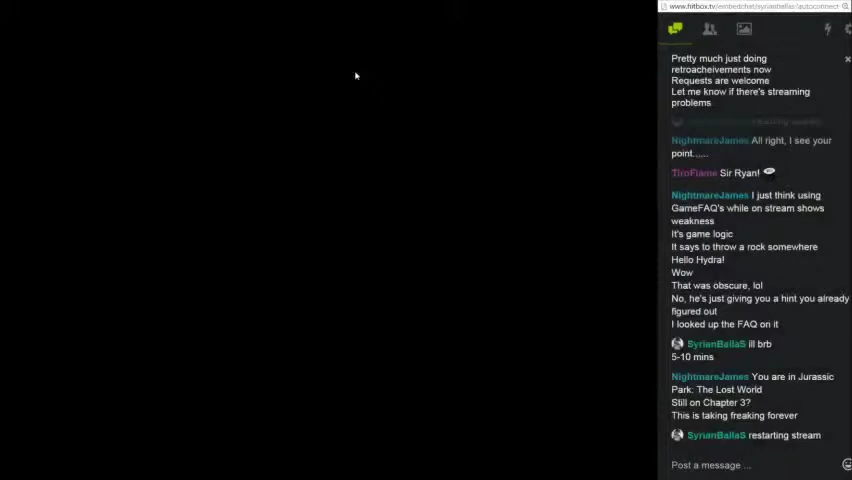 www.hitbox.tv/embedchat/syrianballas?autoconnect
Pretty much just doing
retroacheivements now
Requests are welcome
Let me know if there's streaming
problems
NightmareJames All right, I see your
point......
TiroFlame Sir Ryan!
NightmareJames I just think using
GameFAQ's while on stream shows
weakness
It's game logic
It says to throw a rock somewhere
Hello Hydra!
Wow
That was obscure, lol
No, he's just giving you a hint you already
figured out
I looked up the FAQ on it
SyrianBallaS ill brb
5-10 mins
NightmareJames You are in Jurassic
Park: The Lost World
Still on Chapter 3?
This is taking freaking forever
SyrianBallaS restarting stream
Post a message ...